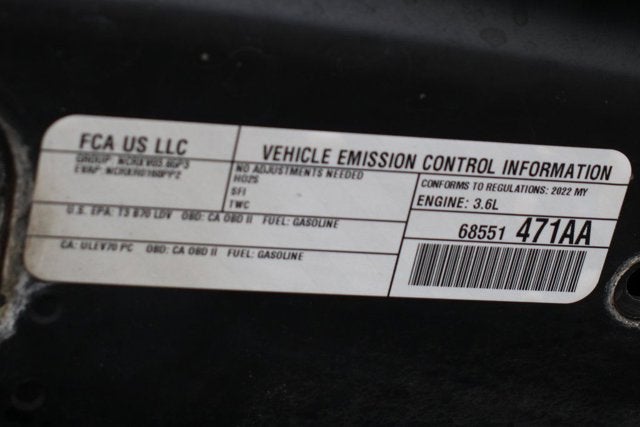 FCA US LLC
VEHICLE EMISSION CONTROL INFORMATION
GROUP:
EVAP:
NO ADJUSTMENTS NEEDED
HO2S
SFI
TWC
CONFORMS TO REGULATIONS: 2022 MY
ENGINE: 3.6L
U.S. EPA: T3 B70 LDV OBD: CA OBD II FUEL: GASOLINE
CA: ULEV70 PC OBD: CA OBD II FUEL: GASOLINE
68551 471AA